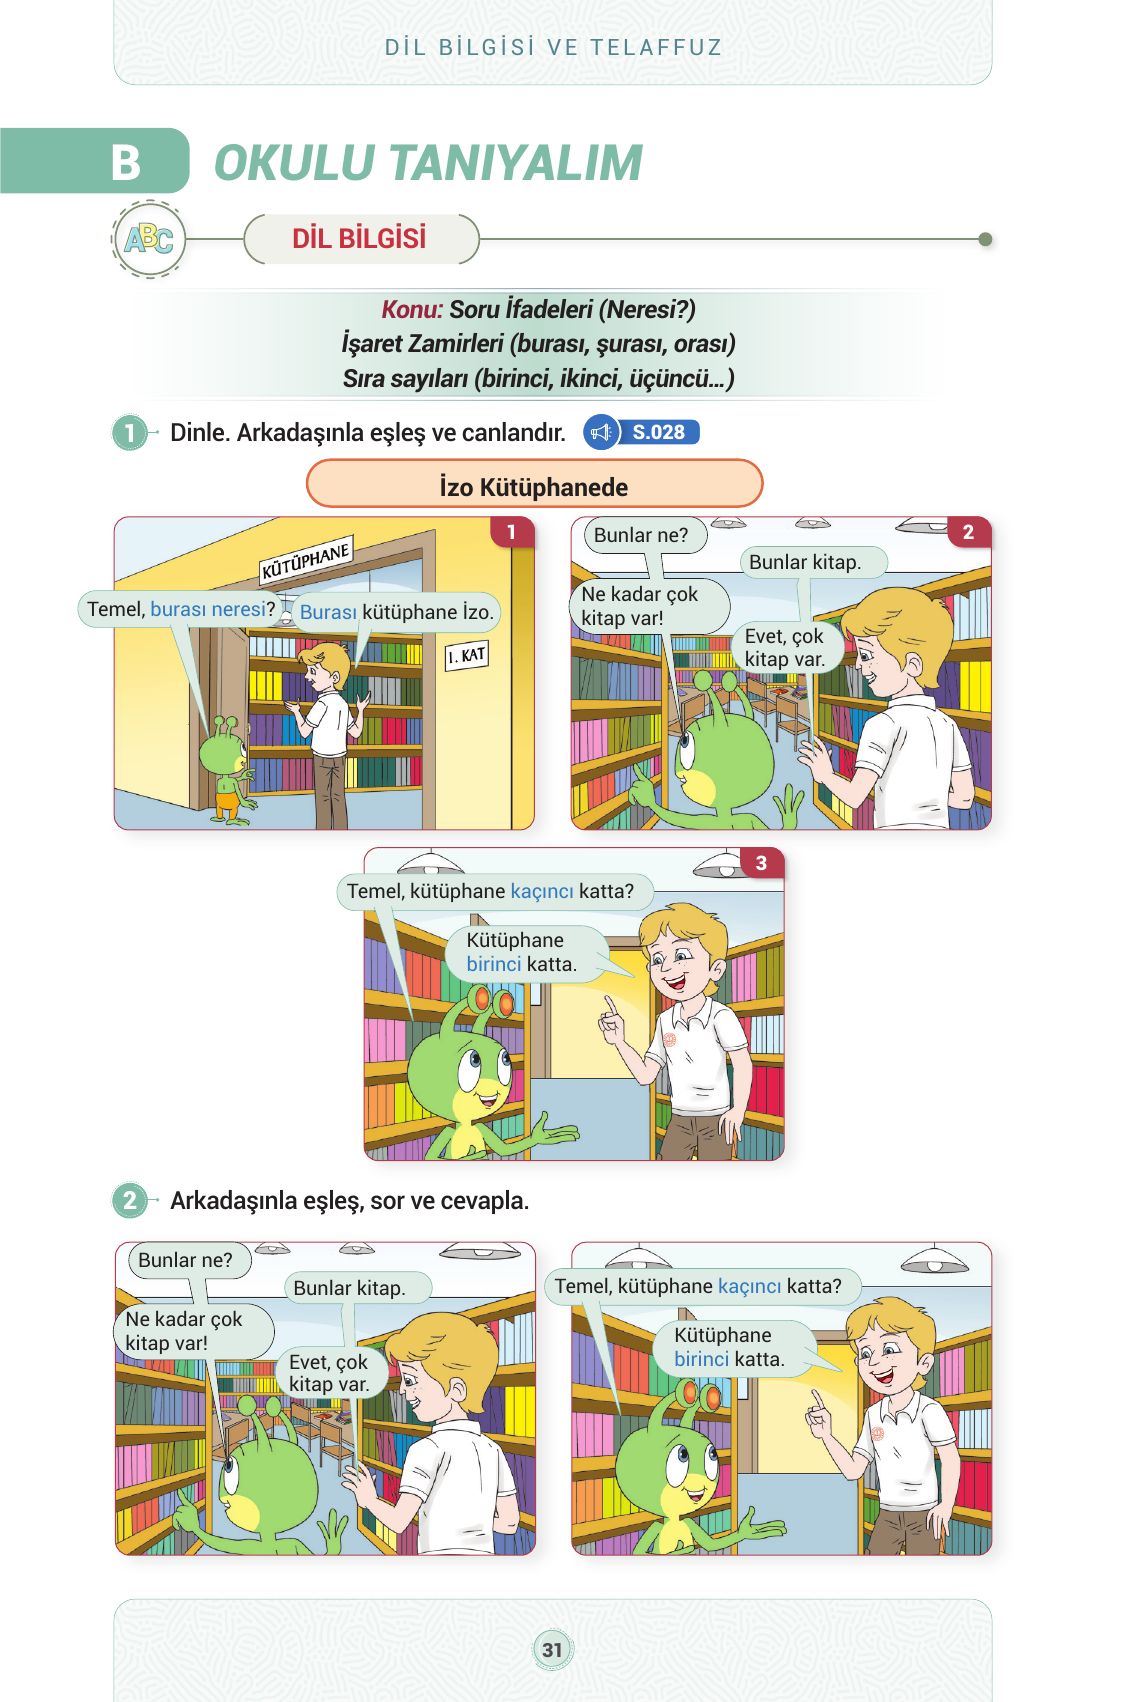 DİL BİLGİSİ VE TELAFFUZ
B
OKULU TANIYALIM
ABC
DİL BİLGİSİ
Konu: Soru İfadeleri (Neresi?)
İşaret Zamirleri (burası, şurası, orası)
Sıra sayıları (birinci, ikinci, üçüncü...)
1
Dinle. Arkadaşınla eşleş ve canlandır.
S.028
İzo Kütüphanede
1
KÜTÜPHANE
Temel, burası neresi?
Burası kütüphane İzo.
1. KAT
2
Bunlar ne?
Bunlar kitap.
Ne kadar çok
kitap var!
Evet, çok
kitap var.
3
Temel, kütüphane kaçıncı katta?
Kütüphane
birinci katta.
2
Arkadaşınla eşleş, sor ve cevapla.
Bunlar ne?
Bunlar kitap.
Ne kadar çok
kitap var!
Evet, çok
kitap var.
Temel, kütüphane kaçıncı katta?
Kütüphane
birinci katta.
31